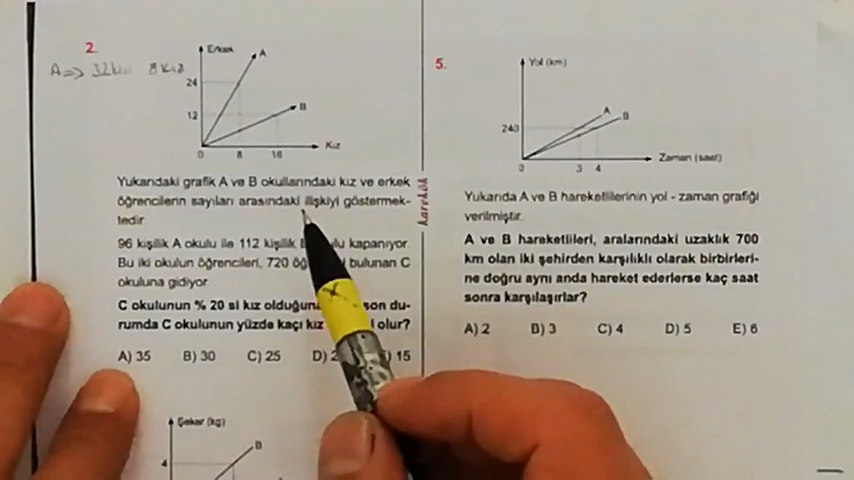 2.
A=> 32 8 Kız
Erkek
A
24
12
B
Kız
0 8 16
Yukarıdaki grafik A ve B okullarındaki kız ve erkek
öğrencilerin sayıları arasındaki ilişkiyi göstermek-
tedir.
96 kişilik A okulu ile 112 kişilik kapanıyor.
Bu iki okulun öğrencileri, 720 bulunan C
okuluna gidiyor.
C okulunun % 20 si kız son du-
rumda C okulunun yüzde kaçı kız olur?
A) 35 B) 30 C) 25 D) 15
Şeker (kg)
B
4
karekök
5.
Yol (km)
A
B
240
Zaman (saat)
0 3 4
Yukarıda A ve B hareketlilerinin yol - zaman grafiği
verilmiştir.
A ve B hareketlileri, aralarındaki uzaklık 700
km olan iki şehirden karşılıklı olarak birbirleri-
ne doğru aynı anda hareket ederlerse kaç saat
sonra karşılaşırlar?
A) 2 B) 3 C) 4 D) 5 E) 6